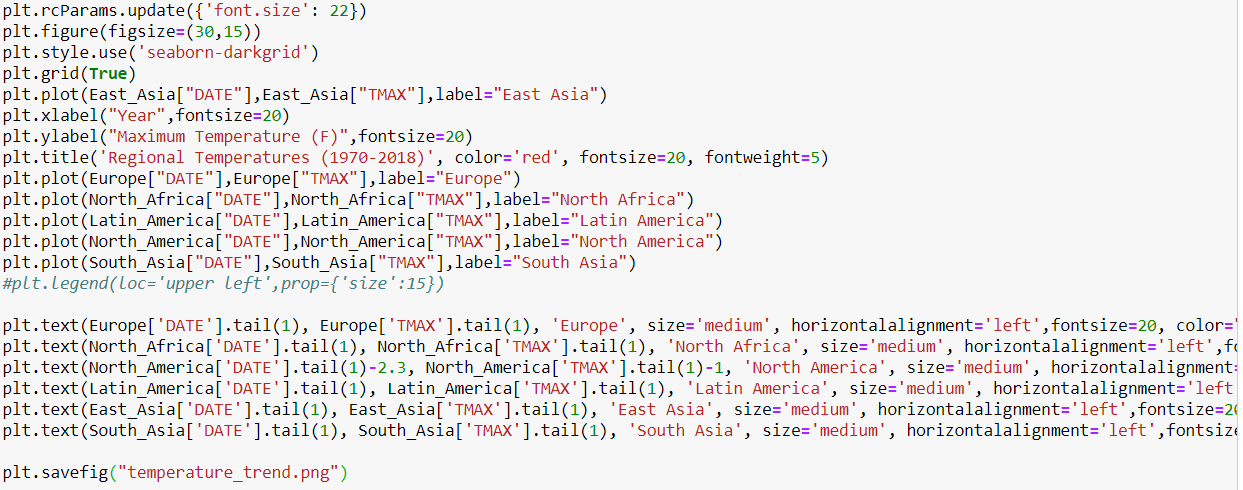 plt.rcParams.update({'font.size': 22})
plt.figure(figsize=(30,15))
plt.style.use('seaborn-darkgrid')
plt.grid(True)
plt.plot(East_Asia["DATE"],East_Asia["TMAX"],label="East Asia")
plt.xlabel("Year",fontsize=20)
plt.ylabel("Maximum Temperature (F)",fontsize=20)
plt.title('Regional Temperatures (1970-2018)', color='red', fontsize=20, fontweight=5)
plt.plot(Europe["DATE"],Europe["TMAX"],label="Europe")
plt.plot(North_Africa["DATE"],North_Africa["TMAX"],label="North Africa")
plt.plot(Latin_America["DATE"],Latin_America["TMAX"],label="Latin America")
plt.plot(North_America["DATE"],North_America["TMAX"],label="North America")
plt.plot(South_Asia["DATE"],South_Asia["TMAX"],label="South Asia")
#plt.legend(loc='upper left',prop={'size':15})
plt.text(Europe['DATE'].tail(1), Europe['TMAX'].tail(1), 'Europe', size='medium', horizontalalignment='left',fontsize=20, color='
plt.text(North_Africa['DATE'].tail(1), North_Africa['TMAX'].tail(1), 'North Africa', size='medium', horizontalalignment='left',fo
plt.text(North_America['DATE'].tail(1)-2.3, North_America['TMAX'].tail(1)-1, 'North America', size='medium', horizontalalignment=
plt.text(Latin_America['DATE'].tail(1), Latin_America['TMAX'].tail(1), 'Latin America', size='medium', horizontalalignment='left
plt.text(East_Asia['DATE'].tail(1), East_Asia['TMAX'].tail(1), 'East Asia', size='medium', horizontalalignment='left',fontsize=20
plt.text(South_Asia['DATE'].tail(1), South_Asia['TMAX'].tail(1), 'South Asia', size='medium', horizontalalignment='left',fontsize
plt.savefig("temperature_trend.png")